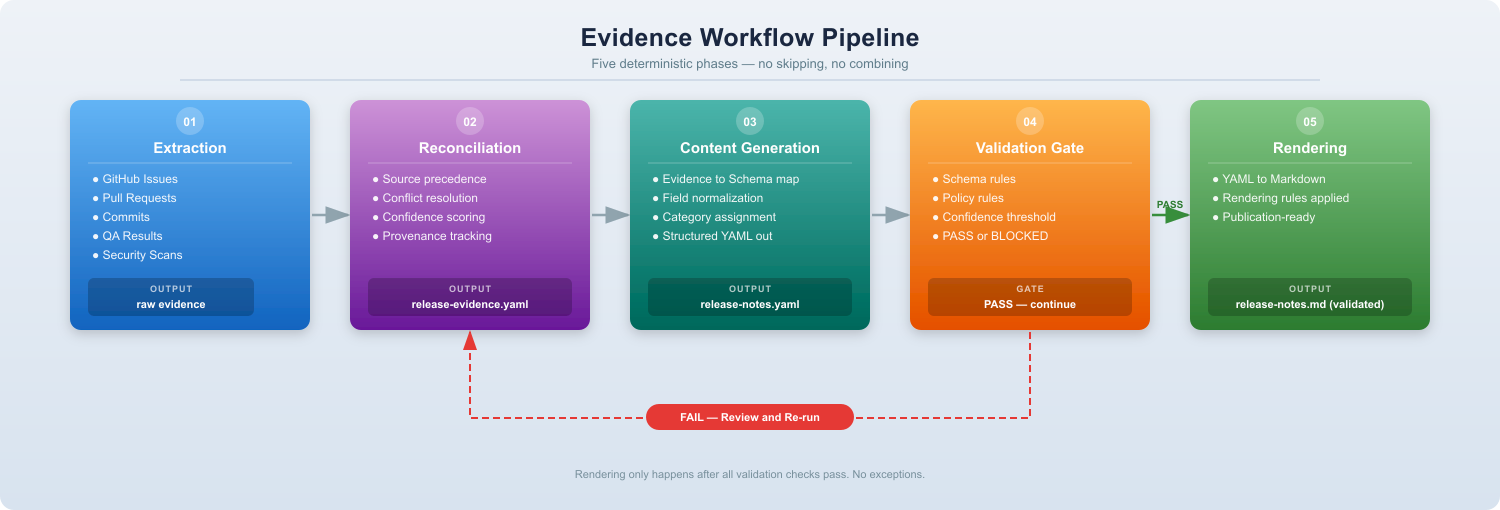 Evidence Workflow Pipeline
Five deterministic phases — no skipping, no combining
01
Extraction
● GitHub Issues
● Pull Requests
● Commits
● QA Results
● Security Scans
OUTPUT
raw evidence
02
Reconciliation
● Source precedence
● Conflict resolution
● Confidence scoring
● Provenance tracking
OUTPUT
release-evidence.yaml
03
Content Generation
● Evidence to Schema map
● Field normalization
● Category assignment
● Structured YAML out
OUTPUT
release-notes.yaml
04
Validation Gate
● Schema rules
● Policy rules
● Confidence threshold
● PASS or BLOCKED
GATE
PASS — continue
PASS
05
Rendering
● YAML to Markdown
● Rendering rules applied
● Publication-ready
OUTPUT
release-notes.md (validated)
FAIL — Review and Re-run
Rendering only happens after all validation checks pass. No exceptions.